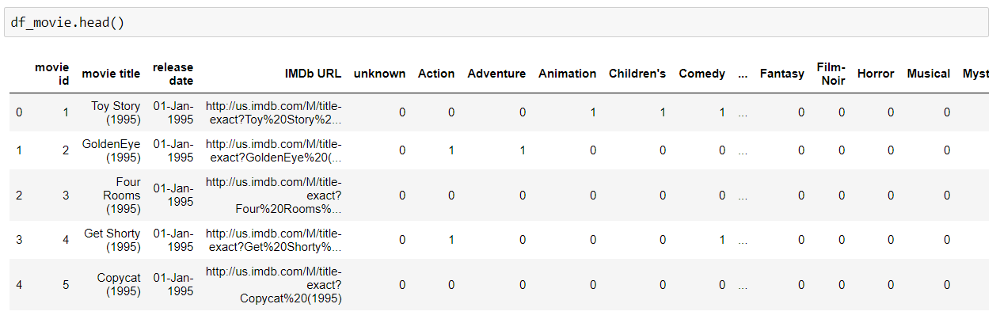 df_movie.head()
movie id movie title release date IMDb URL unknown Action Adventure Animation Children's Comedy ... Fantasy Film-Noir Horror Musical Myst
0 1 Toy Story (1995) 01-Jan-1995 http://us.imdb.com/M/title-exact?Toy%20Story%2... 0 0 0 1 1 1 ... 0 0 0 0
1 2 GoldenEye (1995) 01-Jan-1995 http://us.imdb.com/M/title-exact?GoldenEye%20(... 0 1 1 0 0 0 ... 0 0 0 0
2 3 Four Rooms (1995) 01-Jan-1995 http://us.imdb.com/M/title-exact?Four%20Rooms%... 0 0 0 0 0 0 ... 0 0 0 0
3 4 Get Shorty (1995) 01-Jan-1995 http://us.imdb.com/M/title-exact?Get%20Shorty%... 0 1 0 0 0 1 ... 0 0 0 0
4 5 Copycat (1995) 01-Jan-1995 http://us.imdb.com/M/title-exact?Copycat%20(1995) 0 0 0 0 0 0 ... 0 0 0 0